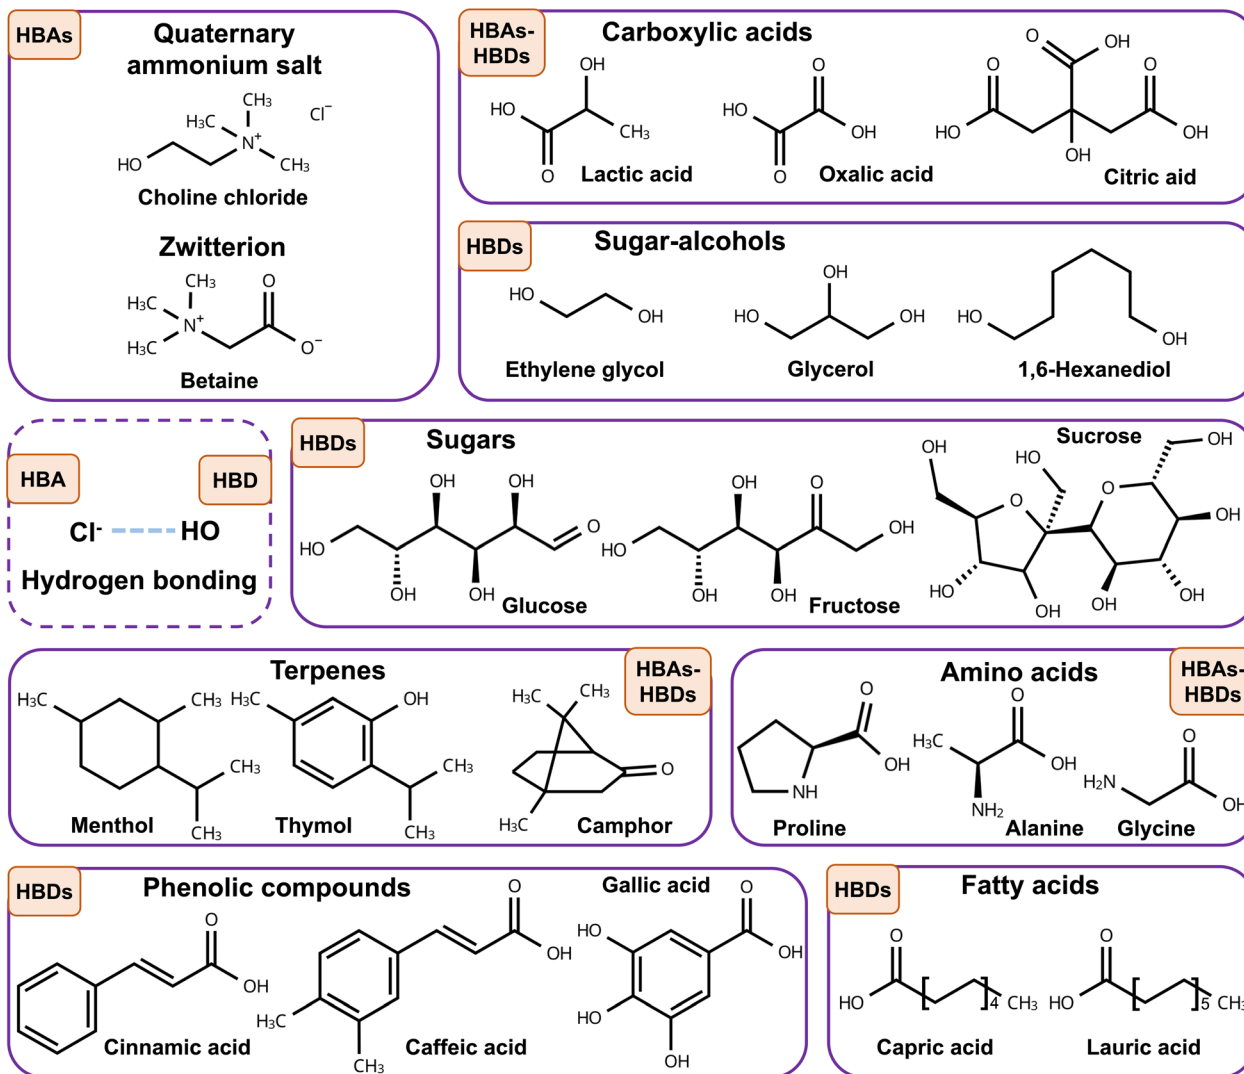 HBAs
Quaternary
ammonium salt
CH₃
H₃C
N⁺
CH₃
HO
Cl⁻
Choline chloride
Zwitterion
CH₃
H₃C
N⁺
H₃C
O
O⁻
Betaine
HBAs-
HBDs
Carboxylic acids
OH
HO
CH₃
O
Lactic acid
O
HO
OH
O
Oxalic acid
O
OH
O
O
HO
OH
OH
Citric aid
HBDs
Sugar-alcohols
HO
OH
Ethylene glycol
OH
HO
OH
Glycerol
HO
OH
1,6-Hexanediol
HBA
HBD
Cl⁻
HO
Hydrogen bonding
HBDs
Sugars
OH
OH
O
HO
OH
OH
Glucose
OH
O
OH
HO
OH
OH
Fructose
Sucrose
OH
HO
OH
O
O
OH
HO
OH
OH
OH
Terpenes
HBAs-
HBDs
H₃C
CH₃
CH₃
CH₃
Menthol
H₃C
OH
CH₃
CH₃
Thymol
H₃C
CH₃
O
H₃C
Camphor
Amino acids
HBAs-
HBDs
O
OH
NH
Proline
O
H₃C
OH
NH₂
Alanine
O
H₂N
OH
Glycine
HBDs
Phenolic compounds
O
OH
Cinnamic acid
O
OH
H₃C
CH₃
Caffeic acid
Gallic acid
O
HO
OH
HO
OH
HBDs
Fatty acids
O
HO
4
CH₃
Capric acid
O
HO
5
CH₃
Lauric acid